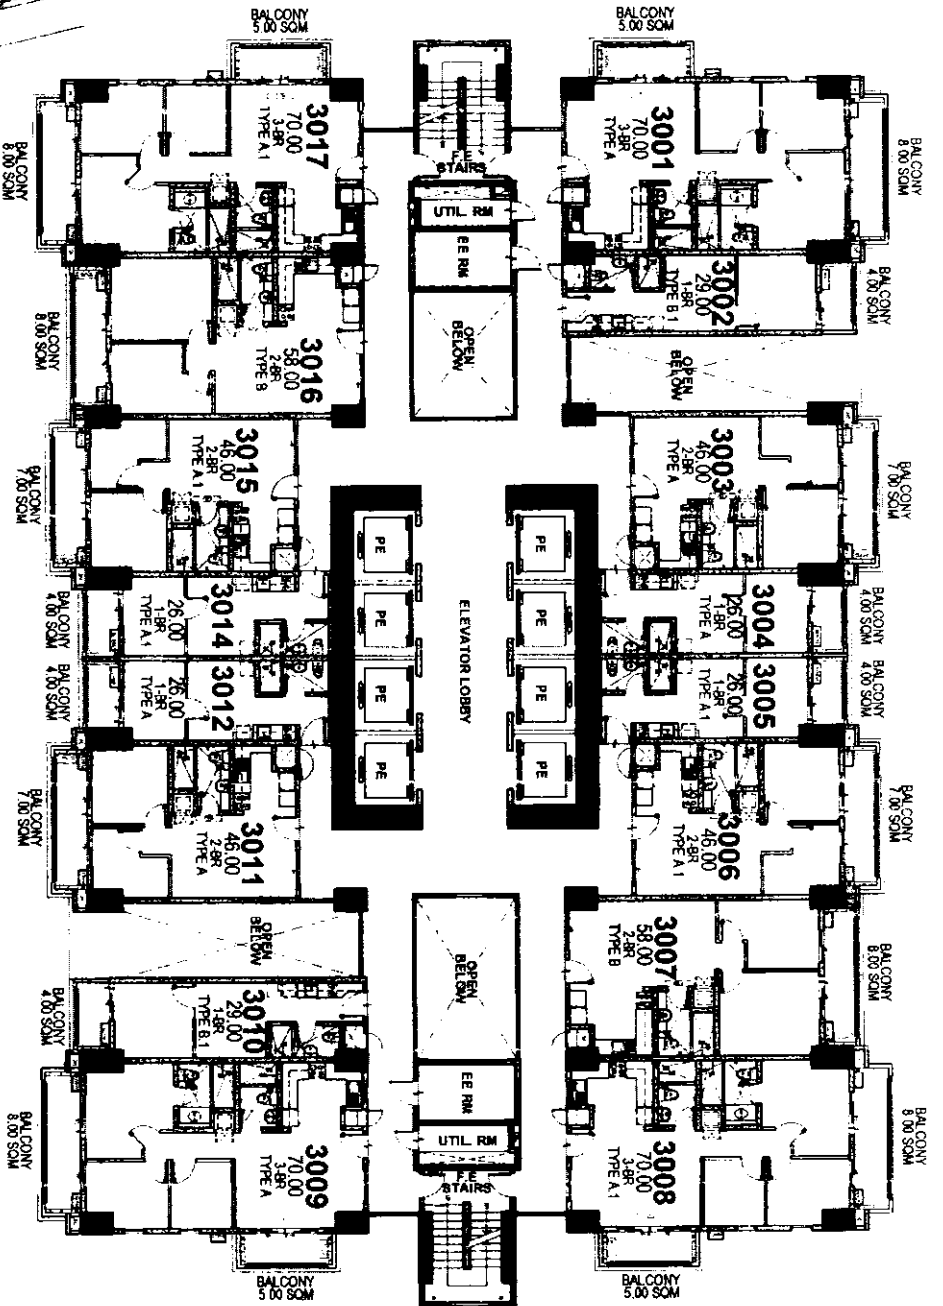 BALCONY
5.00 SQM
BALCONY
5.00 SQM
3017
70.00
3-BR
TYPE A.1
BALCONY
8.00 SQM
F.E
STAIRS
UTIL. RM
EE RM
OPEN
BELOW
3001
70.00
3-BR
TYPE A
BALCONY
8.00 SQM
3002
29.00
1-BR
TYPE B.1
BALCONY
4.00 SQM
OPEN
BELOW
3016
58.00
2-BR
TYPE B
BALCONY
8.00 SQM
3015
46.00
2-BR
TYPE A.1
BALCONY
7.00 SQM
3003
46.00
2-BR
TYPE A
BALCONY
7.00 SQM
PE
PE
PE
PE
ELEVATOR LOBBY
PE
PE
PE
PE
3014
26.00
1-BR
TYPE A.1
BALCONY
4.00 SQM
3004
26.00
1-BR
TYPE A
BALCONY
4.00 SQM
3012
26.00
1-BR
TYPE A
BALCONY
4.00 SQM
3005
26.00
1-BR
TYPE A.1
BALCONY
4.00 SQM
3011
46.00
2-BR
TYPE A
BALCONY
7.00 SQM
3006
46.00
2-BR
TYPE A.1
BALCONY
7.00 SQM
OPEN
BELOW
OPEN
BELOW
3007
58.00
2-BR
TYPE B
BALCONY
8.00 SQM
3010
29.00
1-BR
TYPE B.1
BALCONY
4.00 SQM
EE RM
UTIL. RM
F.E
STAIRS
3009
70.00
3-BR
TYPE A
BALCONY
8.00 SQM
3008
70.00
3-BR
TYPE A.1
BALCONY
8.00 SQM
BALCONY
5.00 SQM
BALCONY
5.00 SQM